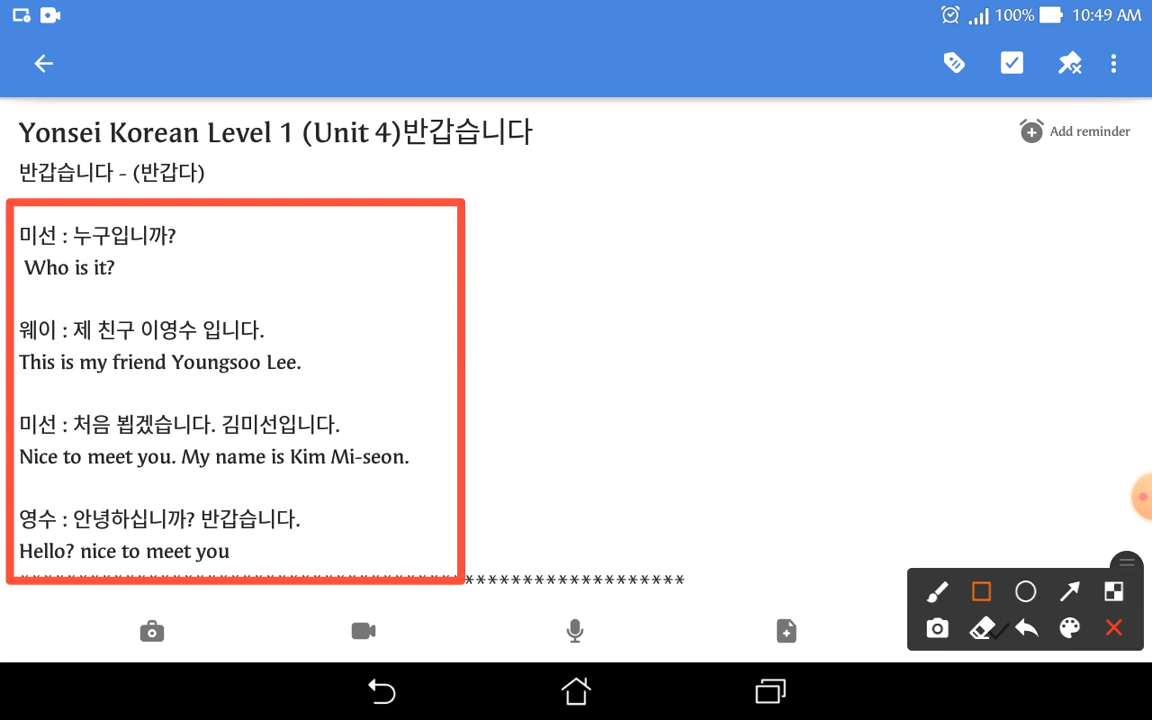 100% 10:49 AM
Yonsei Korean Level 1 (Unit 4)반갑습니다
Add reminder
반갑습니다 - (반갑다)
미선 : 누구입니까?
Who is it?
웨이 : 제 친구 이영수 입니다.
This is my friend Youngsoo Lee.
미선 : 처음 뵙겠습니다. 김미선입니다.
Nice to meet you. My name is Kim Mi-seon.
영수 : 안녕하십니까? 반갑습니다.
Hello? nice to meet you